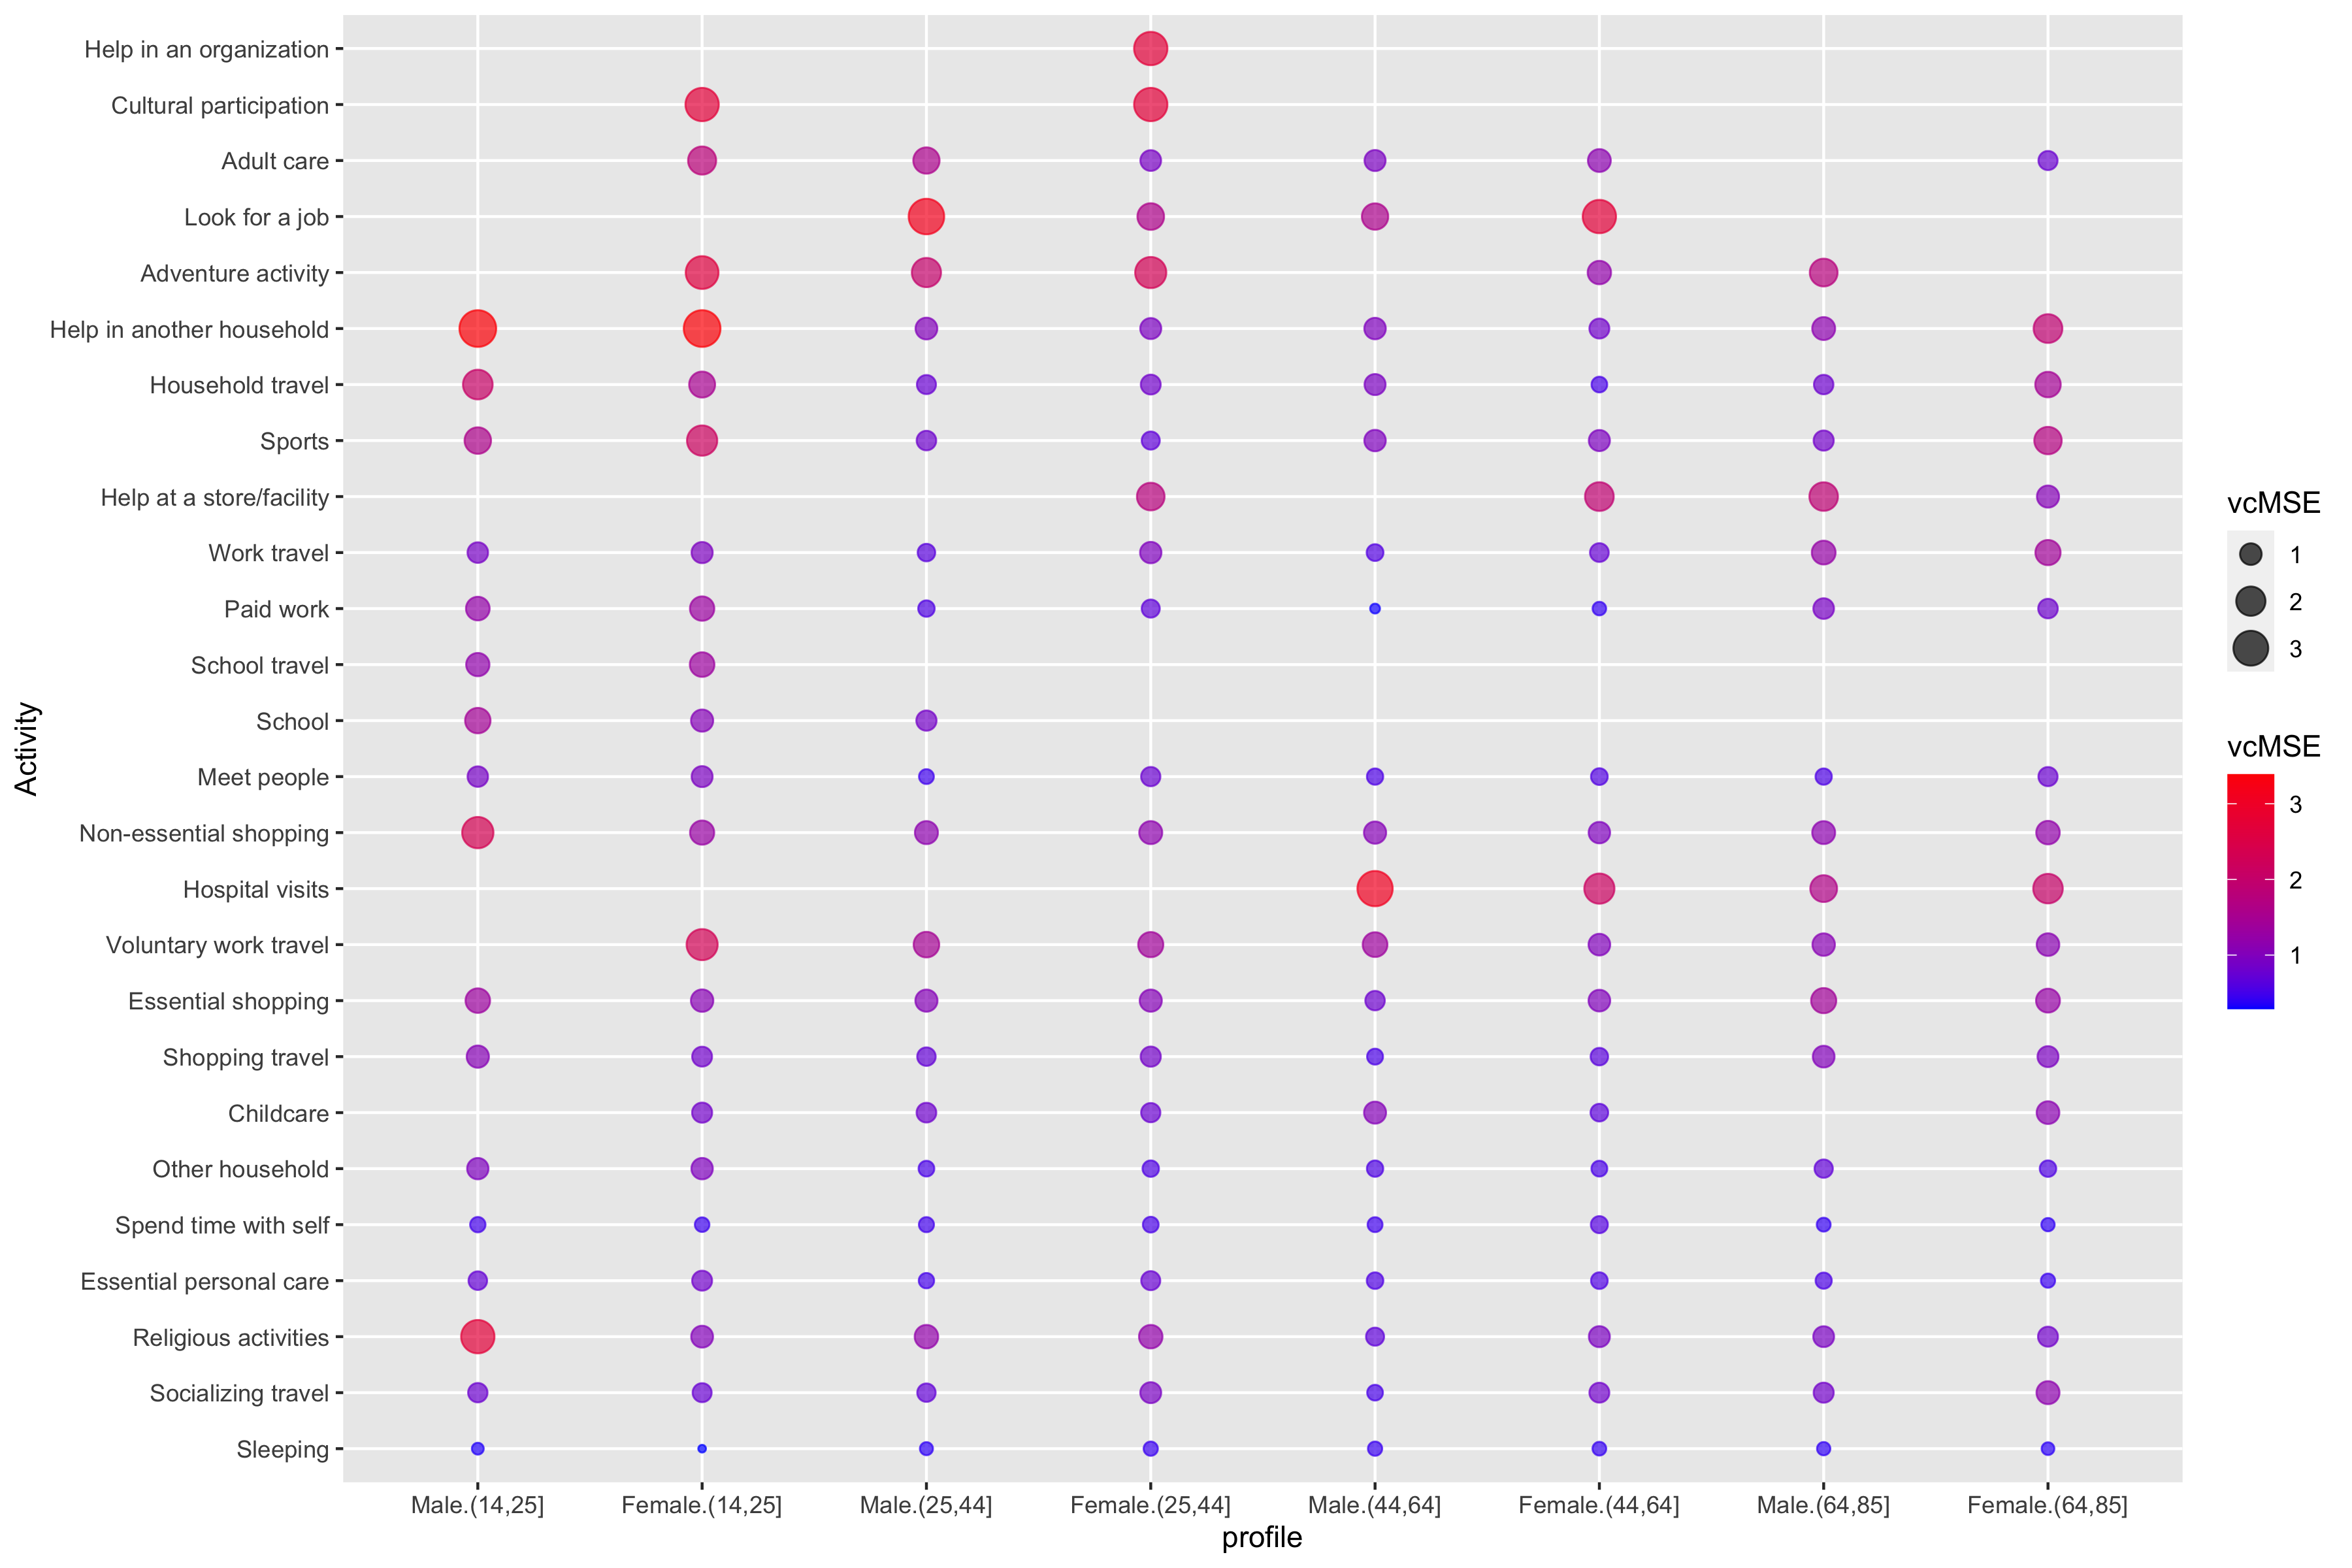 Help in an organization
Cultural participation
Adult care
Look for a job
Adventure activity
Help in another household
Household travel
Sports
Help at a store/facility
Work travel
Paid work
School travel
School
Meet people
Non-essential shopping
Hospital visits
Voluntary work travel
Essential shopping
Shopping travel
Childcare
Other household
Spend time with self
Essential personal care
Religious activities
Socializing travel
Sleeping
Activity
Male.(14,25] Female.(14,25] Male.(25,44] Female.(25,44] Male.(44,64] Female.(44,64] Male.(64,85] Female.(64,85]
profile
vcMSE
1
2
3
vcMSE
3
2
1